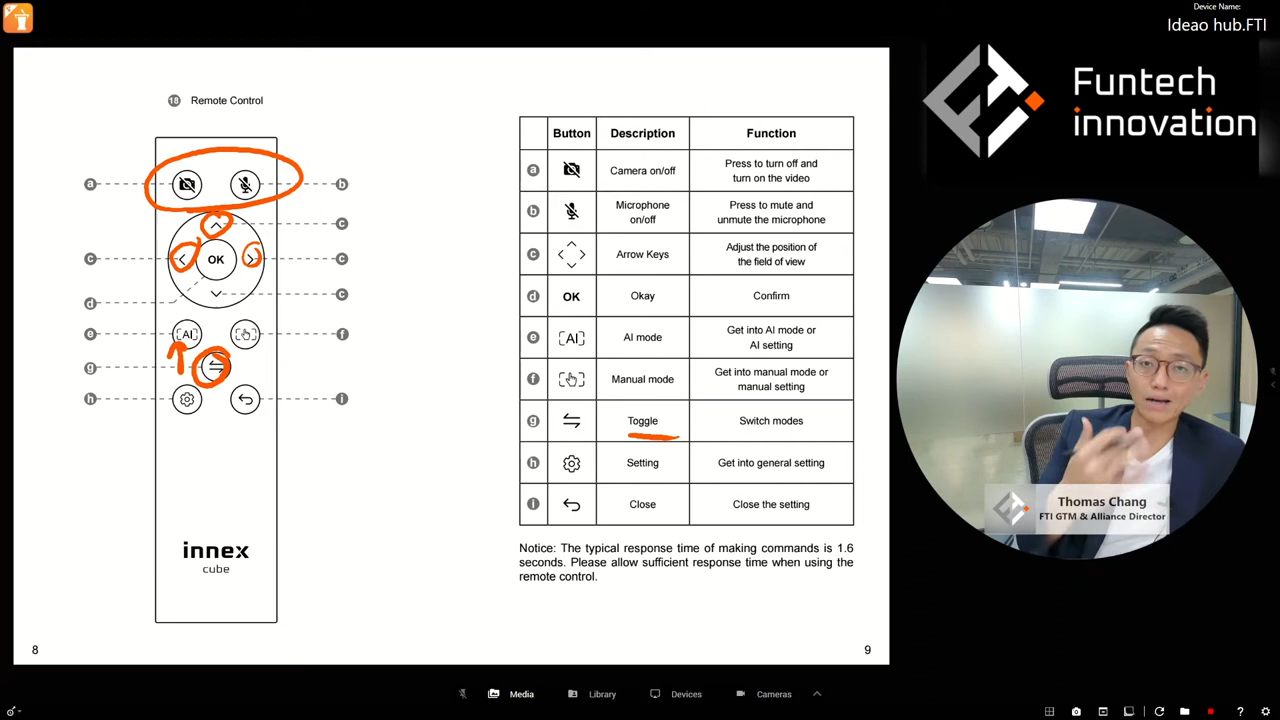 Device Name:
Ideao hub.FTI
Funtech
innovation
18 Remote Control
a
b
c
OK
c
c
d
c
e
AI
f
g
h
i
innex
cube
8
Button Description Function
a Camera on/off Press to turn off and
turn on the video
b Microphone
on/off Press to mute and
unmute the microphone
c Arrow Keys Adjust the position of
the field of view
d OK Okay Confirm
e AI AI mode Get into AI mode or
AI setting
f Manual mode Get into manual mode or
manual setting
g Toggle Switch modes
h Setting Get into general setting
i Close Close the setting
Notice: The typical response time of making commands is 1.6
seconds. Please allow sufficient response time when using the
remote control.
9
Thomas Chang
FTI GTM & Alliance Director
Media Library Devices Cameras